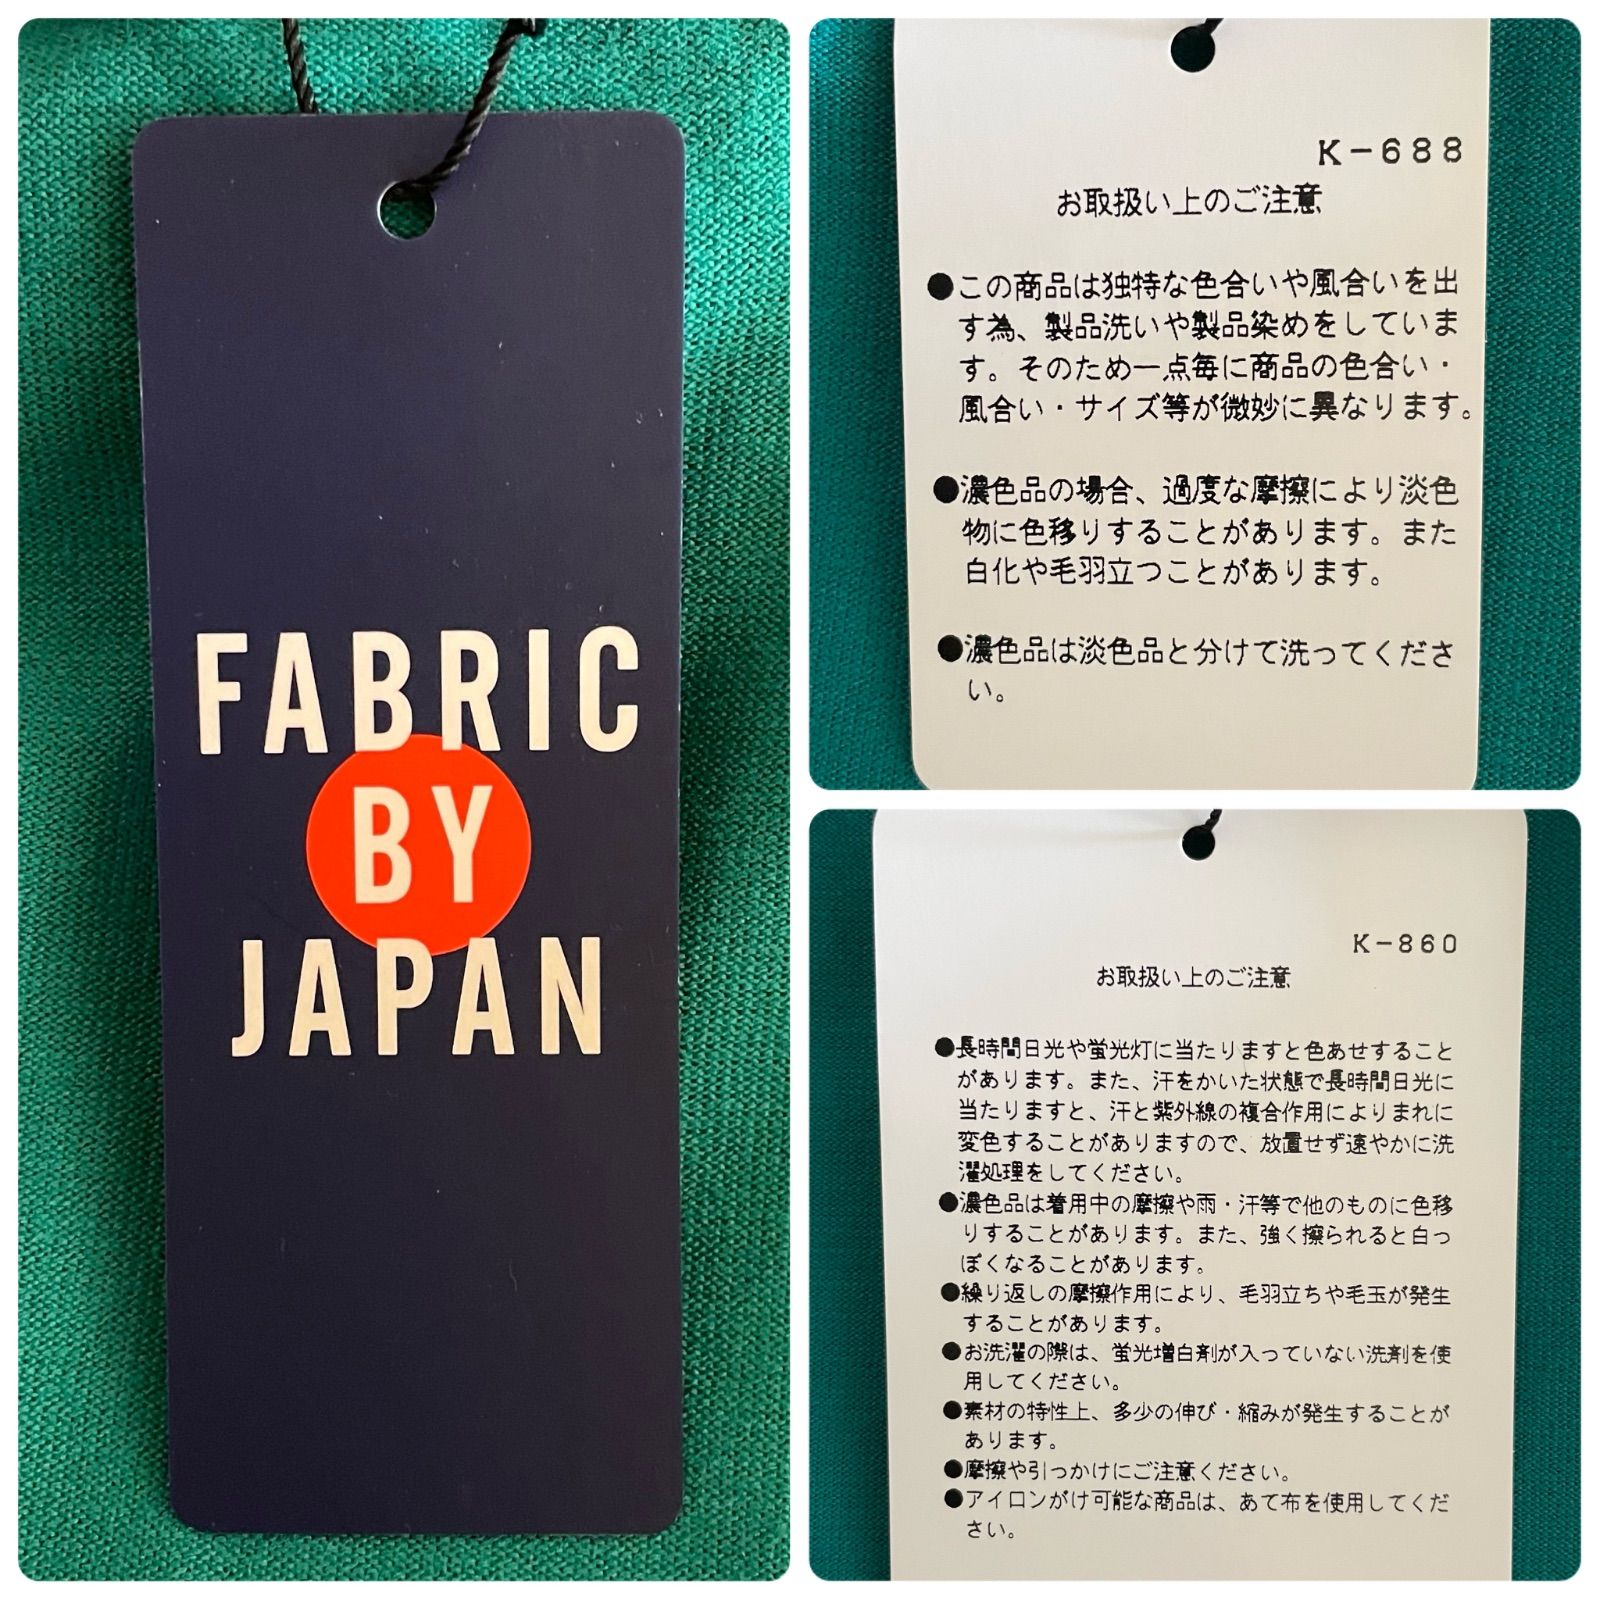 FABRIC
BY
JAPAN
K-688
お取扱い上のご注意
●この商品は独特な色合いや風合いを出
す為、製品洗いや製品染めをしていま
す。そのため一点毎に商品の色合い・
風合い・サイズ等が微妙に異なります。
●濃色品の場合、過度な摩擦により淡色
物に色移りすることがあります。また
白化や毛羽立つことがあります。
●濃色品は淡色品と分けて洗ってくださ
い。
K-860
お取扱い上のご注意
●長時間日光や蛍光灯に当たりますと色あせすること
があります。また、汗をかいた状態で長時間日光に
当たりますと、汗と紫外線の複合作用によりまれに
変色することがありますので、放置せず速やかに洗
濯処理をしてください。
●濃色品は着用中の摩擦や雨・汗等で他のものに色移
りすることがあります。また、強く擦られると白っ
ぽくなることがあります。
●繰り返しの摩擦作用により、毛羽立ちや毛玉が発生
することがあります。
●お洗濯の際は、蛍光増白剤が入っていない洗剤を使
用してください。
●素材の特性上、多少の伸び・縮みが発生することが
あります。
●摩擦や引っかけにご注意ください。
●アイロンがけ可能な商品は、あて布を使用してくだ
さい。